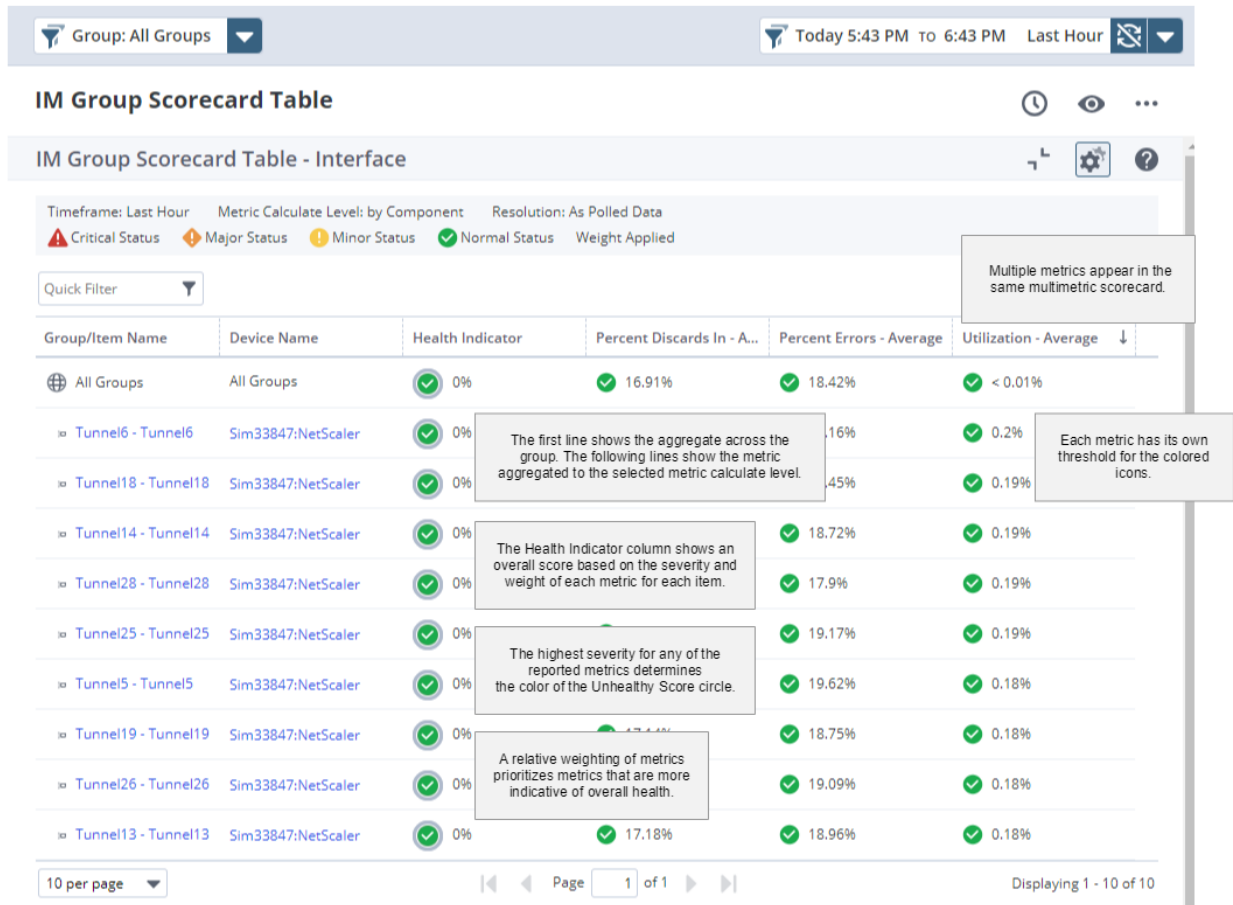 Group: All Groups
Today 5:43 PM TO 6:43 PM Last Hour
IM Group Scorecard Table
IM Group Scorecard Table - Interface
Timeframe: Last Hour Metric Calculate Level: by Component Resolution: As Polled Data
Critical Status Major Status Minor Status Normal Status Weight Applied
Multiple metrics appear in the
same multimetric scorecard.
Quick Filter
Group/Item Name Device Name Health Indicator Percent Discards In - A... Percent Errors - Average Utilization - Average
All Groups All Groups 0% 16.91% 18.42% < 0.01%
Tunnel6 - Tunnel6 Sim33847:NetScaler 0% .16% 0.2%
The first line shows the aggregate across the
group. The following lines show the metric
aggregated to the selected metric calculate level.
Each metric has its own
threshold for the colored
icons.
Tunnel18 - Tunnel18 Sim33847:NetScaler 0% .45% 0.19%
Tunnel14 - Tunnel14 Sim33847:NetScaler 0% 18.72% 0.19%
The Health Indicator column shows an
overall score based on the severity and
weight of each metric for each item.
Tunnel28 - Tunnel28 Sim33847:NetScaler 0% 17.9% 0.19%
Tunnel25 - Tunnel25 Sim33847:NetScaler 0% 19.17% 0.19%
The highest severity for any of the
reported metrics determines
the color of the Unhealthy Score circle.
Tunnel5 - Tunnel5 Sim33847:NetScaler 0% 19.62% 0.18%
Tunnel19 - Tunnel19 Sim33847:NetScaler 0% 18.75% 0.18%
A relative weighting of metrics
prioritizes metrics that are more
indicative of overall health.
Tunnel26 - Tunnel26 Sim33847:NetScaler 0% 19.09% 0.18%
Tunnel13 - Tunnel13 Sim33847:NetScaler 0% 17.18% 18.96% 0.18%
10 per page Page 1 of 1 Displaying 1 - 10 of 10